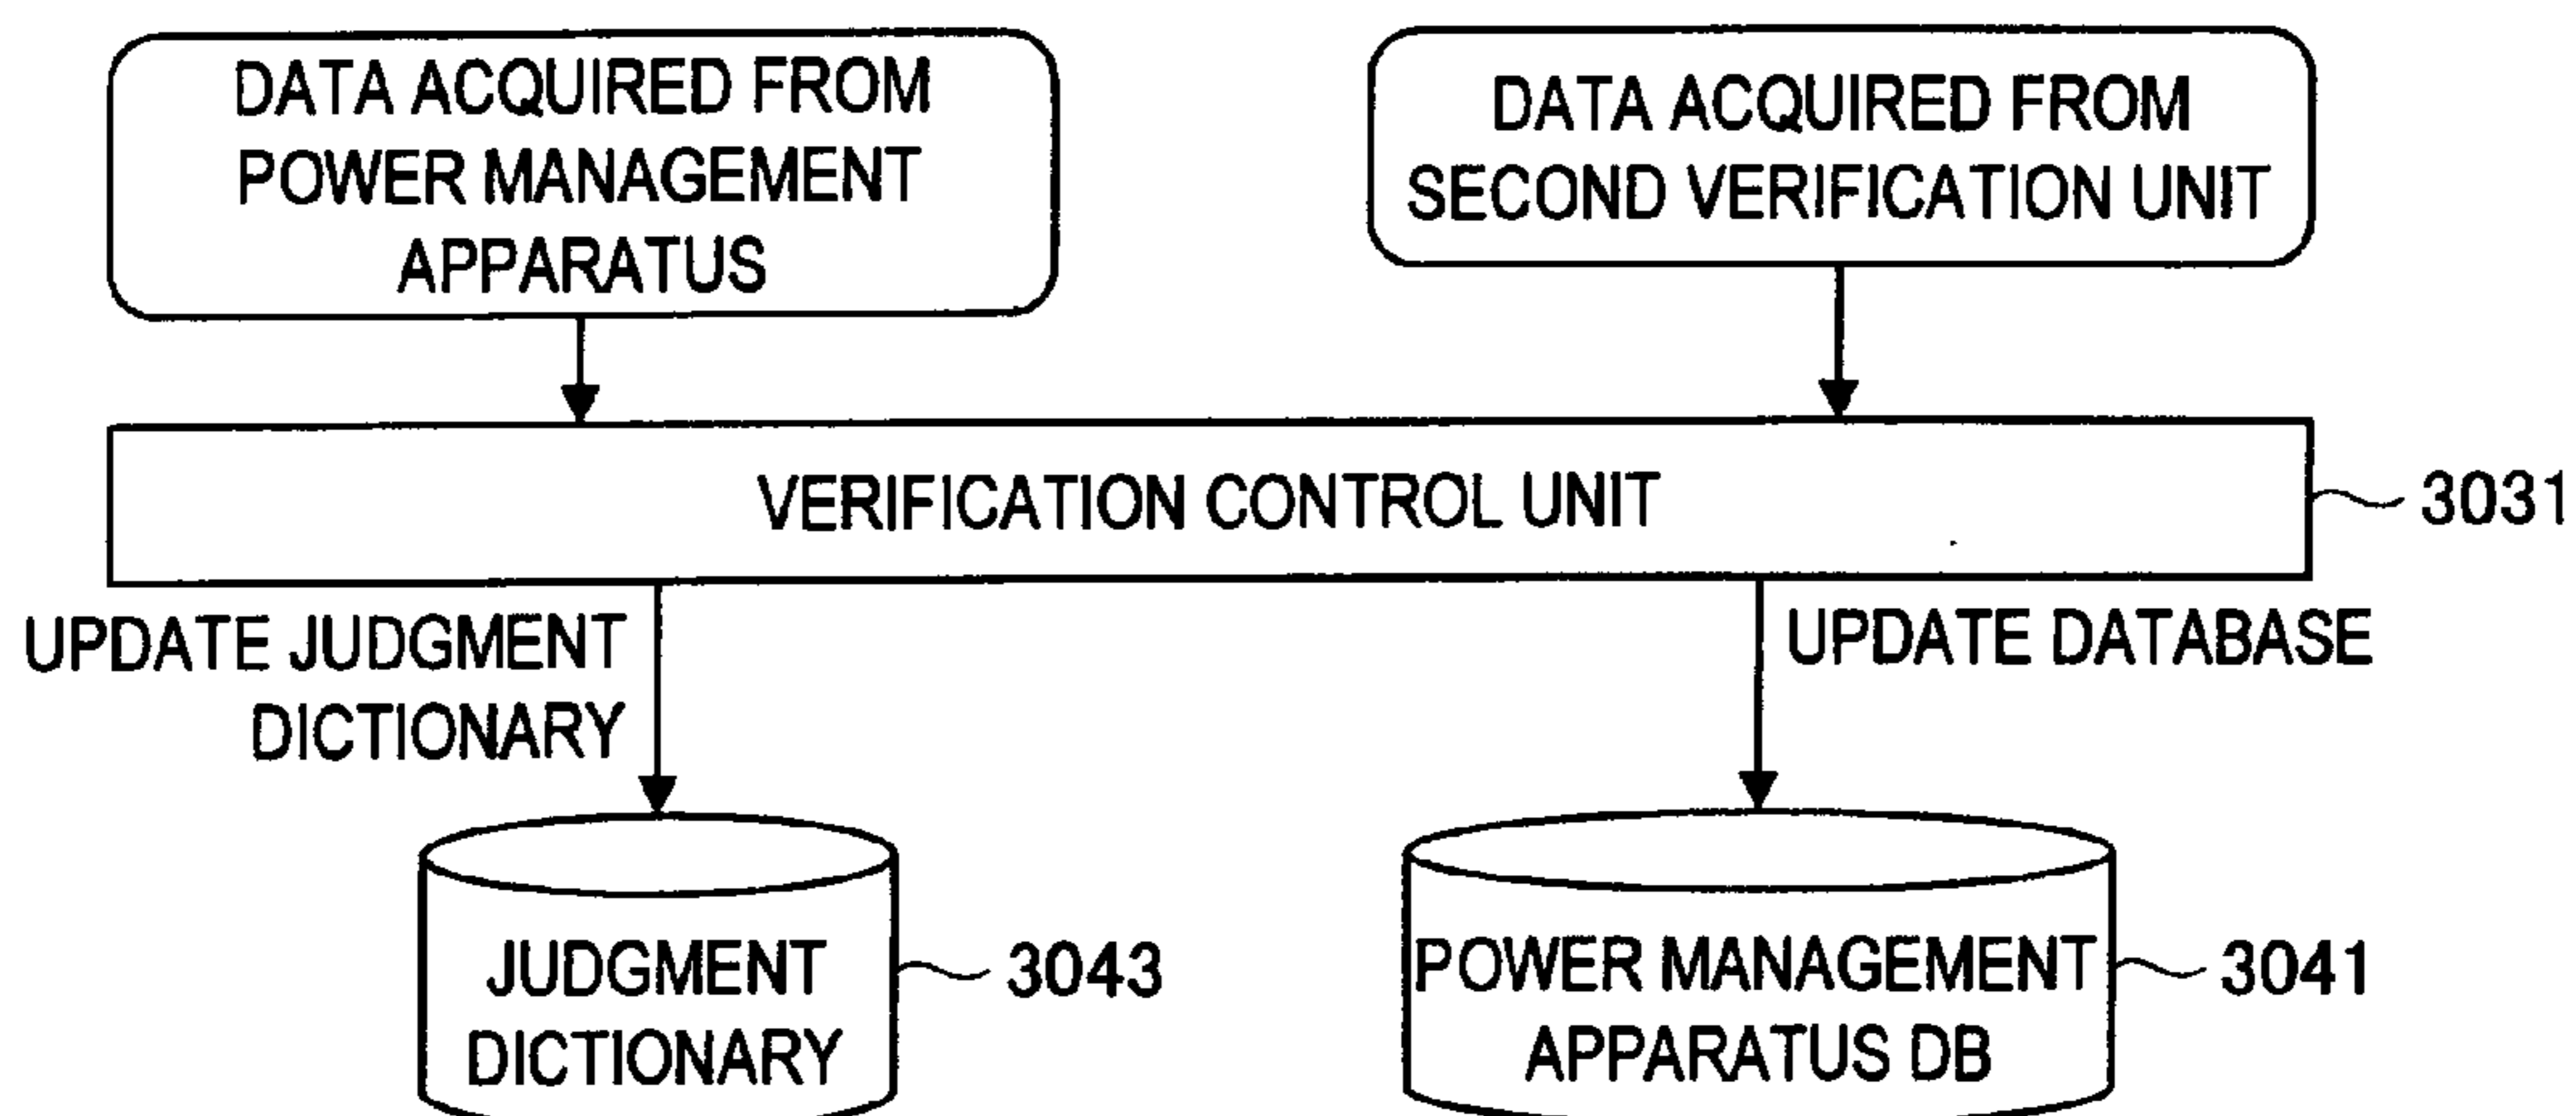 DATA ACQUIRED FROM
POWER MANAGEMENT
APPARATUS
DATA ACQUIRED FROM
SECOND VERIFICATION UNIT
VERIFICATION CONTROL UNIT
3031
UPDATE JUDGMENT
DICTIONARY
UPDATE DATABASE
JUDGMENT
DICTIONARY
3043
POWER MANAGEMENT
APPARATUS DB
3041